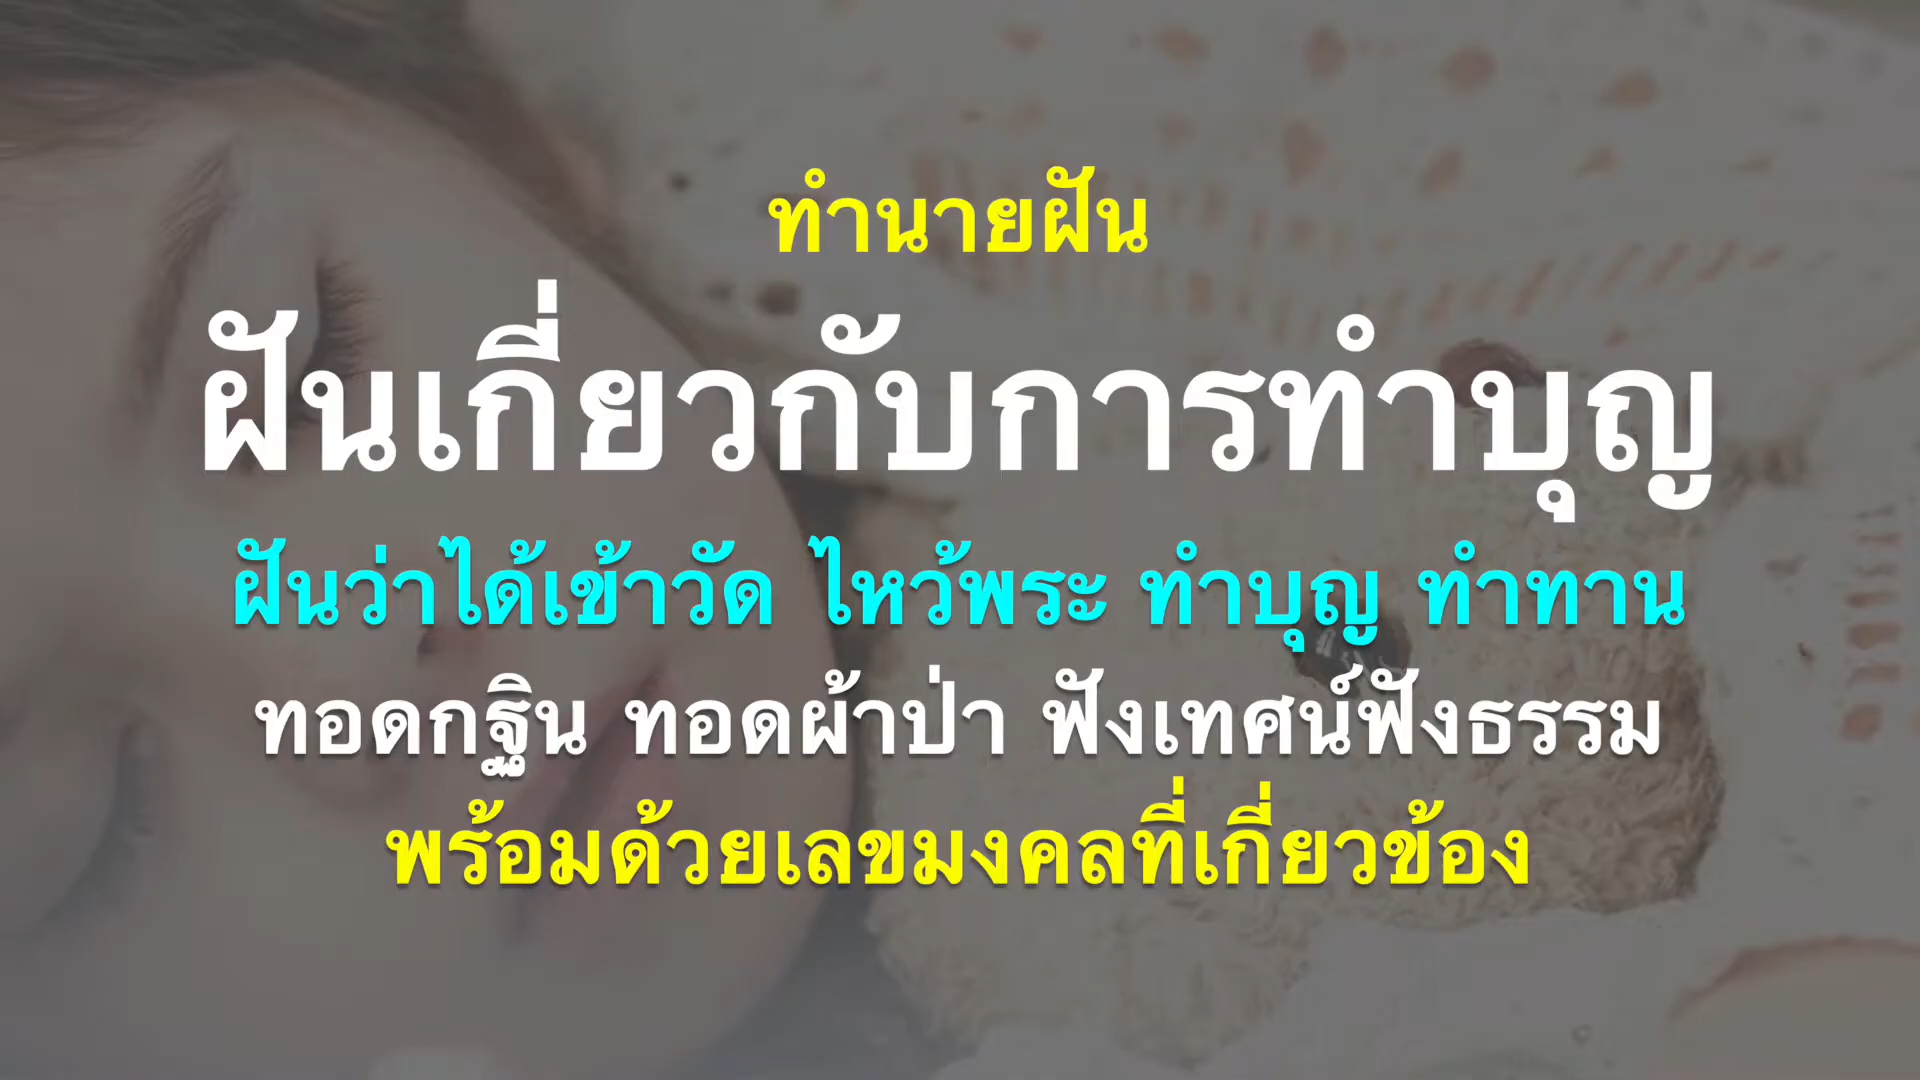 ทำนายฝัน
ฝันเกี่ยวกับการทำบุญ
ฝันว่าได้เข้าวัด ไหว้พระ ทำบุญ ทำทาน
ทอดกฐิน ทอดผ้าป่า ฟังเทศน์ฟังธรรม
พร้อมด้วยเลขมงคลที่เกี่ยวข้อง